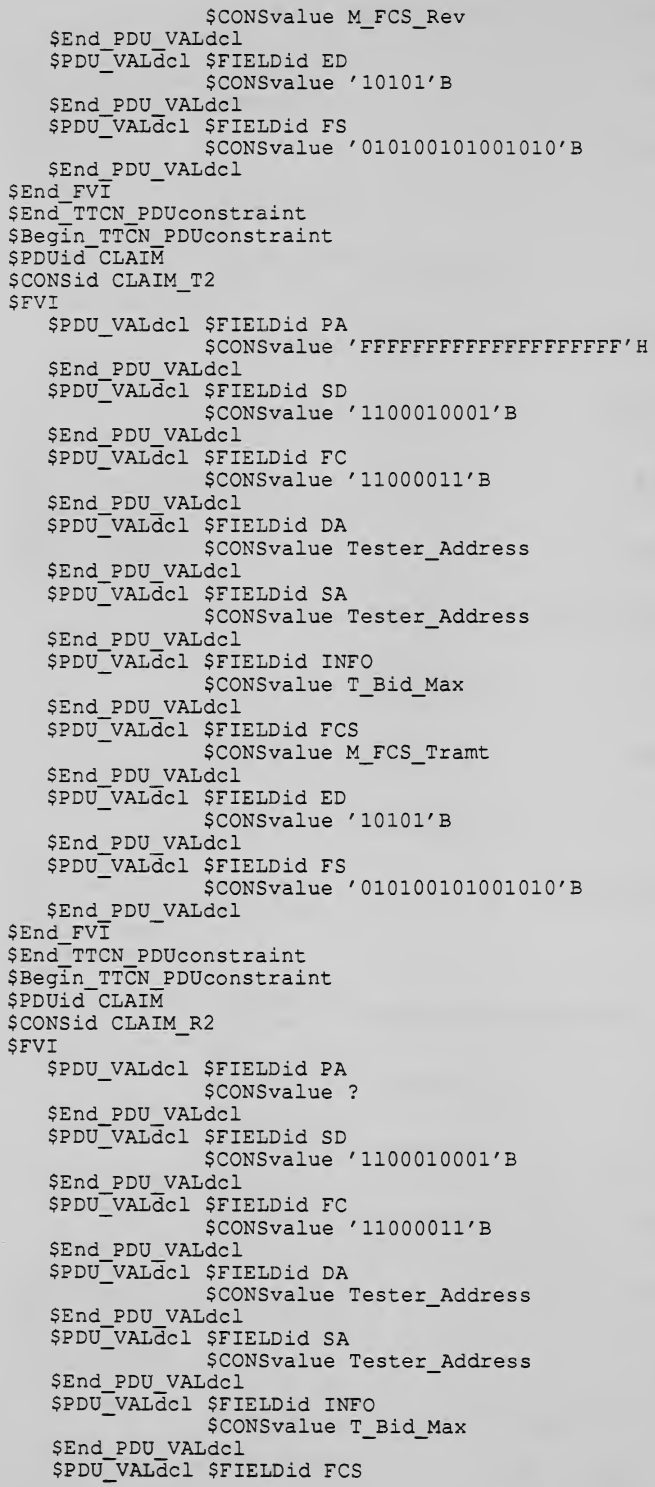 $CONSvalue M_FCS_Rev
$End_PDU_VALdcl
$PDU_VALdcl $FIELDid ED
$CONSvalue '10101'B
$End_PDU_VALdcl
$PDU_VALdcl $FIELDid FS
$CONSvalue '010100101001010'B
$End_PDU_VALdcl
$End_FVI
$End_TTCN_PDUconstraint
$Begin_TTCN_PDUconstraint
$PDUid CLAIM
$CONSid CLAIM_T2
$FVI
$PDU_VALdcl $FIELDid PA
$CONSvalue 'FFFFFFFFFFFFFFFFFFFF'H
$End_PDU_VALdcl
$PDU_VALdcl $FIELDid SD
$CONSvalue '1100010001'B
$End_PDU_VALdcl
$PDU_VALdcl $FIELDid FC
$CONSvalue '11000011'B
$End_PDU_VALdcl
$PDU_VALdcl $FIELDid DA
$CONSvalue Tester_Address
$End_PDU_VALdcl
$PDU_VALdcl $FIELDid SA
$CONSvalue Tester_Address
$End_PDU_VALdcl
$PDU_VALdcl $FIELDid INFO
$CONSvalue T_Bid_Max
$End_PDU_VALdcl
$PDU_VALdcl $FIELDid FCS
$CONSvalue M_FCS_Tramt
$End_PDU_VALdcl
$PDU_VALdcl $FIELDid ED
$CONSvalue '10101'B
$End_PDU_VALdcl
$PDU_VALdcl $FIELDid FS
$CONSvalue '010100101001010'B
$End_PDU_VALdcl
$End_FVI
$End_TTCN_PDUconstraint
$Begin_TTCN_PDUconstraint
$PDUid CLAIM
$CONSid CLAIM_R2
$FVI
$PDU_VALdcl $FIELDid PA
$CONSvalue ?
$End_PDU_VALdcl
$PDU_VALdcl $FIELDid SD
$CONSvalue '1100010001'B
$End_PDU_VALdcl
$PDU_VALdcl $FIELDid FC
$CONSvalue '11000011'B
$End_PDU_VALdcl
$PDU_VALdcl $FIELDid DA
$CONSvalue Tester_Address
$End_PDU_VALdcl
$PDU_VALdcl $FIELDid SA
$CONSvalue Tester_Address
$End_PDU_VALdcl
$PDU_VALdcl $FIELDid INFO
$CONSvalue T_Bid_Max
$End_PDU_VALdcl
$PDU_VALdcl $FIELDid FCS